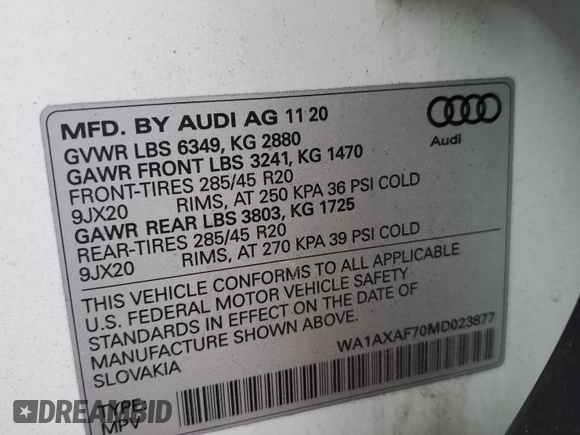 MFD. BY AUDI AG 11 20
GVWR LBS 6349, KG 2880
GAWR FRONT LBS 3241, KG 1470
FRONT-TIRES 285/45 R20
9JX20 RIMS, AT 250 KPA 36 PSI COLD
GAWR REAR LBS 3803, KG 1725
REAR-TIRES 285/45 R20
9JX20 RIMS, AT 270 KPA 39 PSI COLD
Audi
THIS VEHICLE CONFORMS TO ALL APPLICABLE
U.S. FEDERAL MOTOR VEHICLE SAFETY
STANDARDS IN EFFECT ON THE DATE OF
MANUFACTURE SHOWN ABOVE.
SLOVAKIA
WA1AXAF70MD023877
TYPE:
MPV
DREAMBID